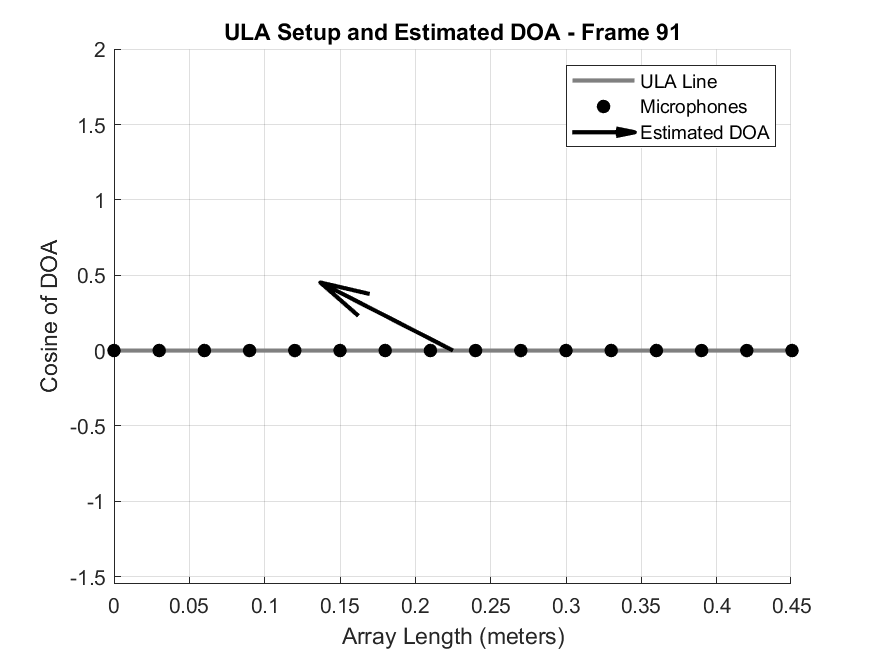 ULA Setup and Estimated DOA - Frame 91
ULA Line
Microphones
Estimated DOA
2
1.5
1
0.5
0
-0.5
-1
-1.5
Cosine of DOA
0 0.05 0.1 0.15 0.2 0.25 0.3 0.35 0.4 0.45
Array Length (meters)